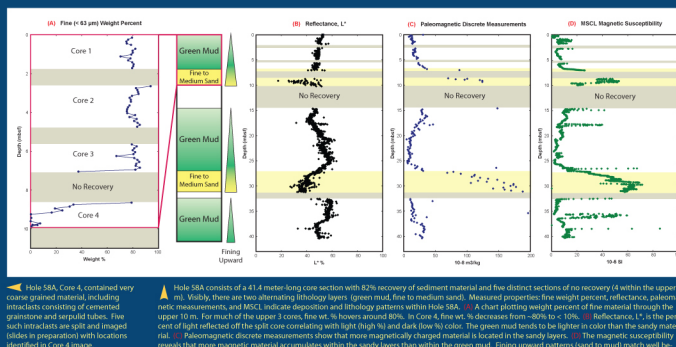 (A) Fine (< 63 μm) Weight Percent
Core 1
Core 2
Core 3
No Recovery
Core 4
Depth (mbsf)
Weight %
Green Mud
Fine to
Medium Sand
Green Mud
Fine to
Medium Sand
Green Mud
Fining
Upward
(B) Reflectance, L*
No Recovery
Depth (mbsf)
L* %
(C) Paleomagnetic Discrete Measurements
Depth (mbsf)
10-6 m3/kg
(D) MSCL Magnetic Susceptibility
No Recovery
Depth (mbsf)
10-6 SI
Hole 58A, Core 4, contained very
coarse grained material, including
intraclasts consisting of cemented
grainstone and serpulid tubes. Five
such intraclasts are split and imaged
(slides in preparation) with locations
identified in Core 4 image.
Hole 58A consists of a 41.4 meter-long core section with 82% recovery of sediment material and five distinct sections of no recovery (4 within the upper
m). Visibly, there are two alternating lithology layers (green mud, fine to medium sand). Measured properties: fine weight percent, reflectance, paleom
netic measurements, and MSCL indicate deposition and lithology patterns within Hole 58A. (A) A chart plotting weight percent of fine material through the
upper 10 m. For much of the upper 3 cores, fine wt. % hovers around 80%. In Core 4, fine wt. % decreases from ~80% to < 10%. (B) Reflectance, L*, is the per
cent of light reflected off the split core correlating with light (high %) and dark (low %) color. The green mud tends to be lighter in color than the sandy mate
rial. (C) Paleomagnetic discrete measurements show that more magnetically charged material is located in the sandy layers. (D) The magnetic susceptibility
reveals that more magnetic material accumulates within the sandy layers than within the green mud. Fining upward patterns (sand to mud) match well be-